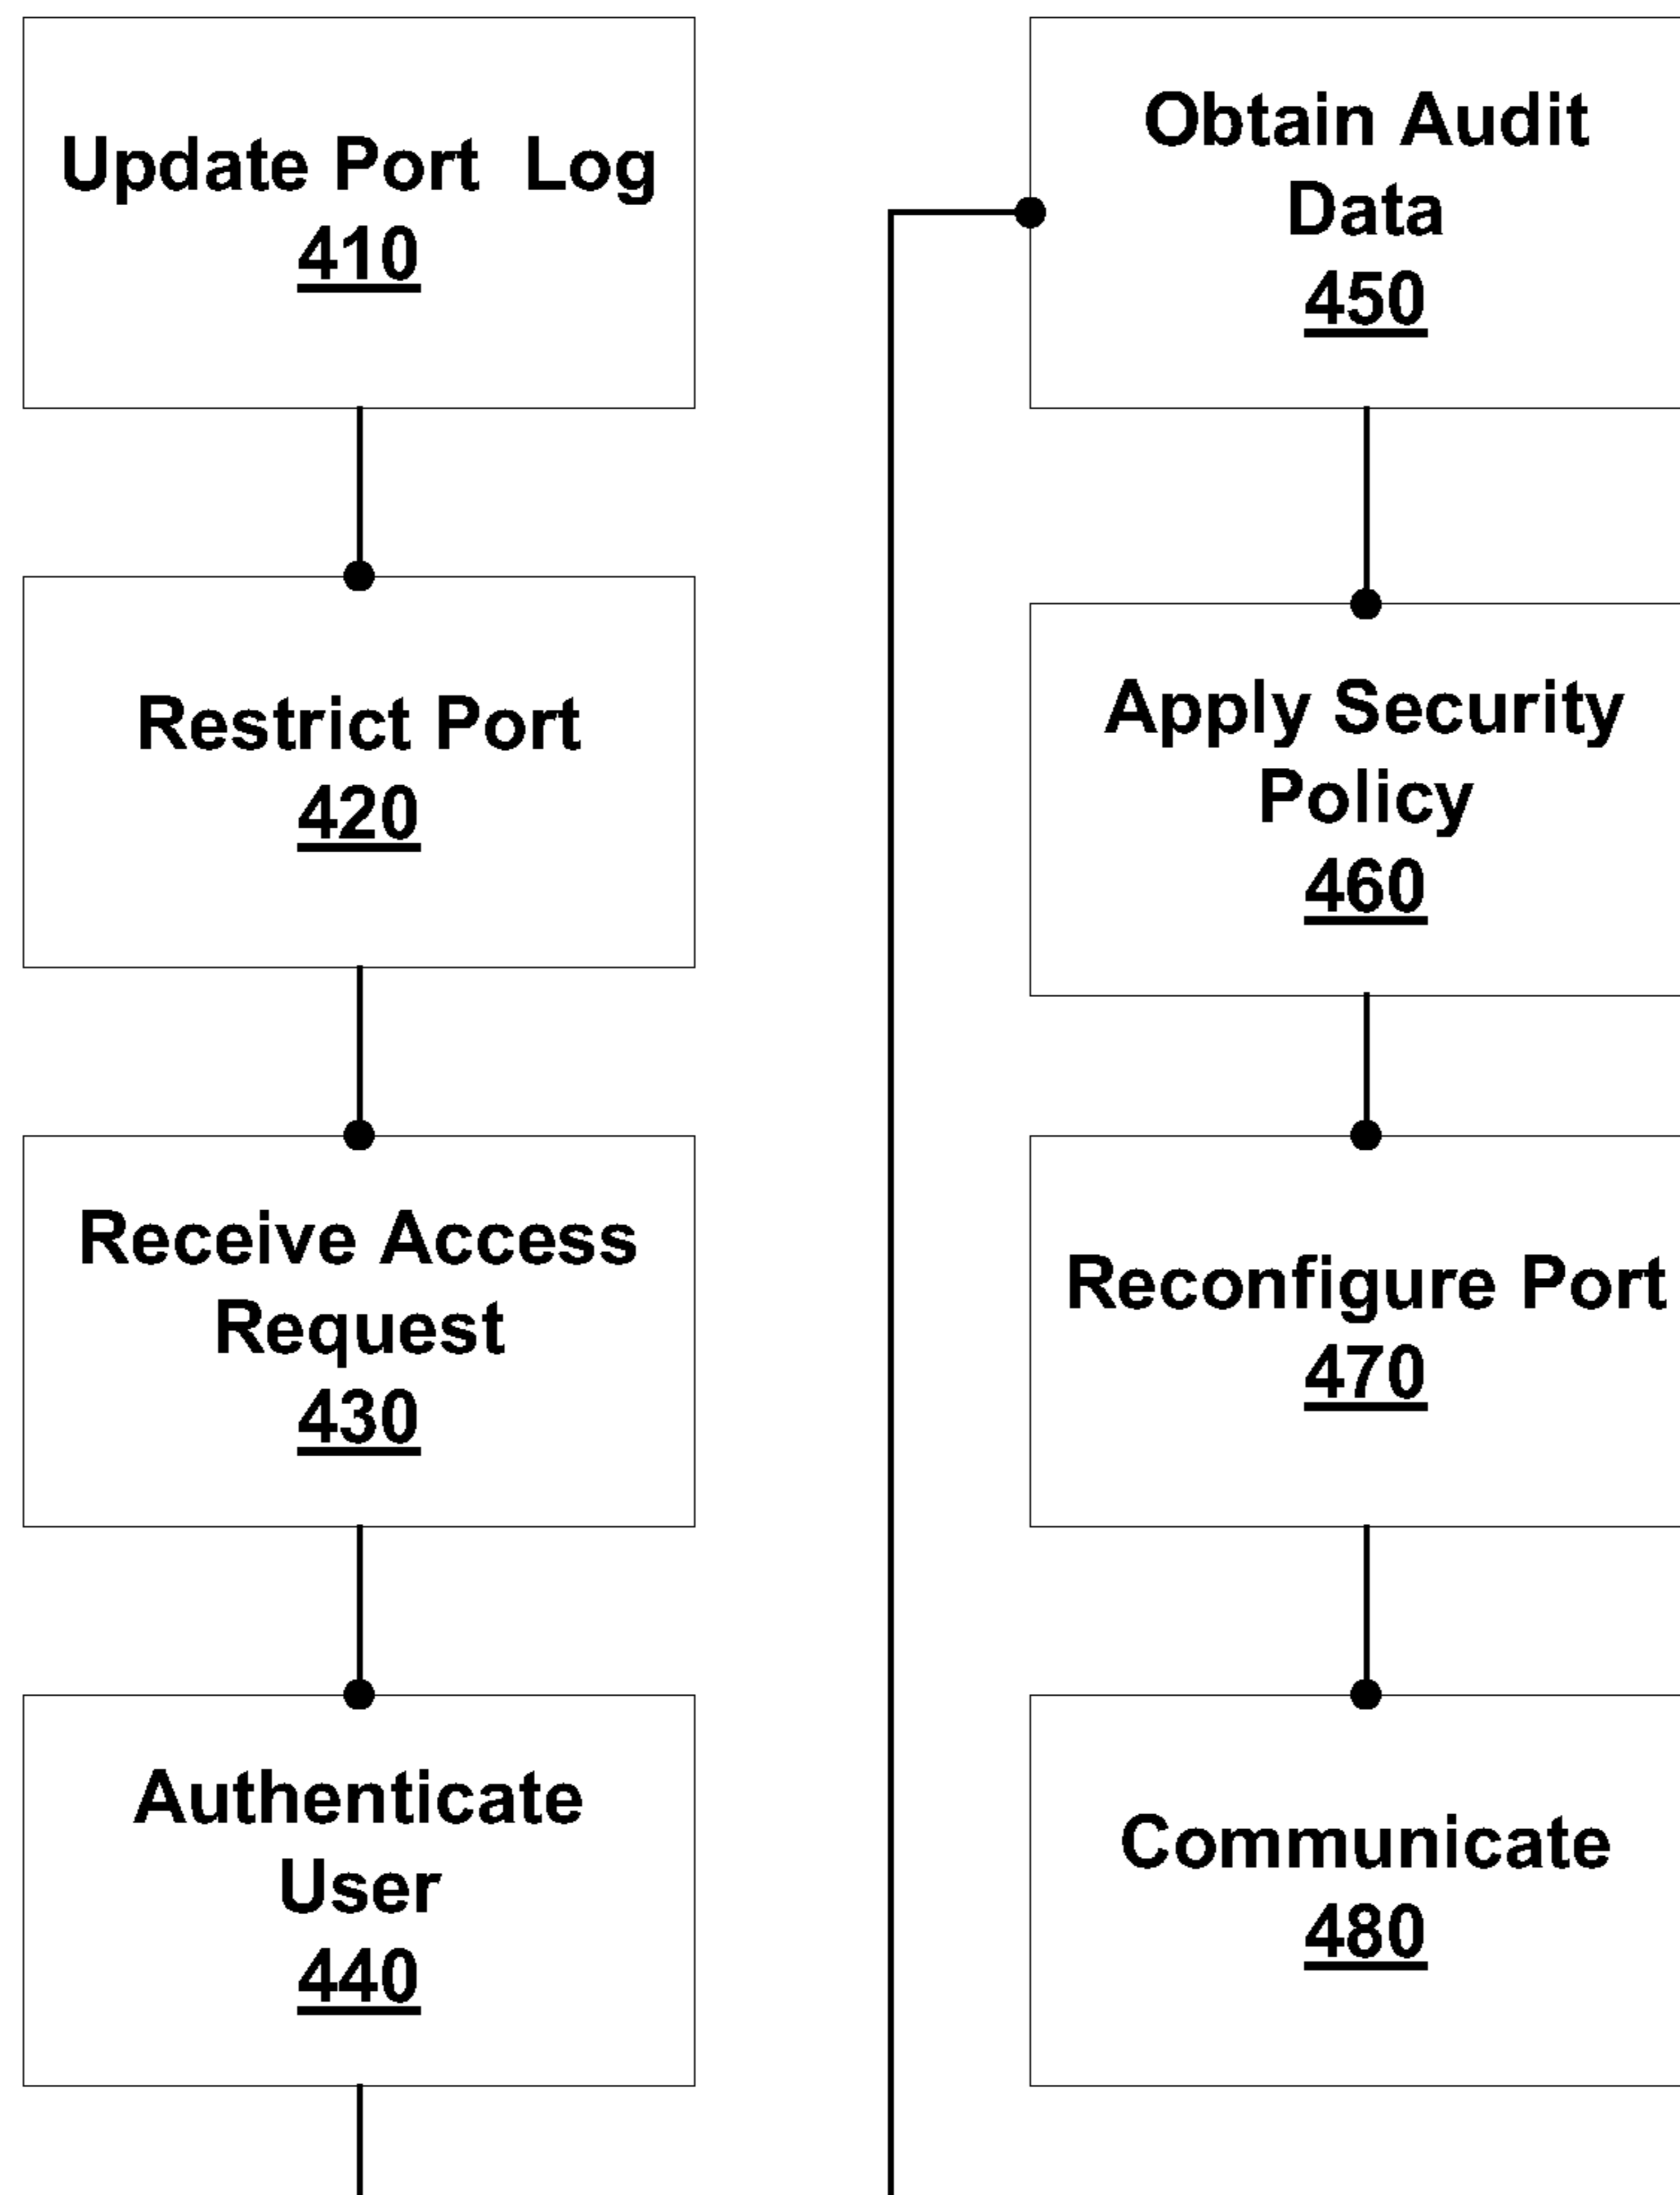 Update Port Log
410
Restrict Port
420
Receive Access
Request
430
Authenticate
User
440
Obtain Audit
Data
450
Apply Security
Policy
460
Reconfigure Port
470
Communicate
480